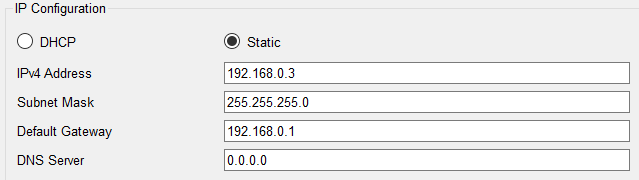 IP Configuration
DHCP Static
IPv4 Address 192.168.0.3
Subnet Mask 255.255.255.0
Default Gateway 192.168.0.1
DNS Server 0.0.0.0